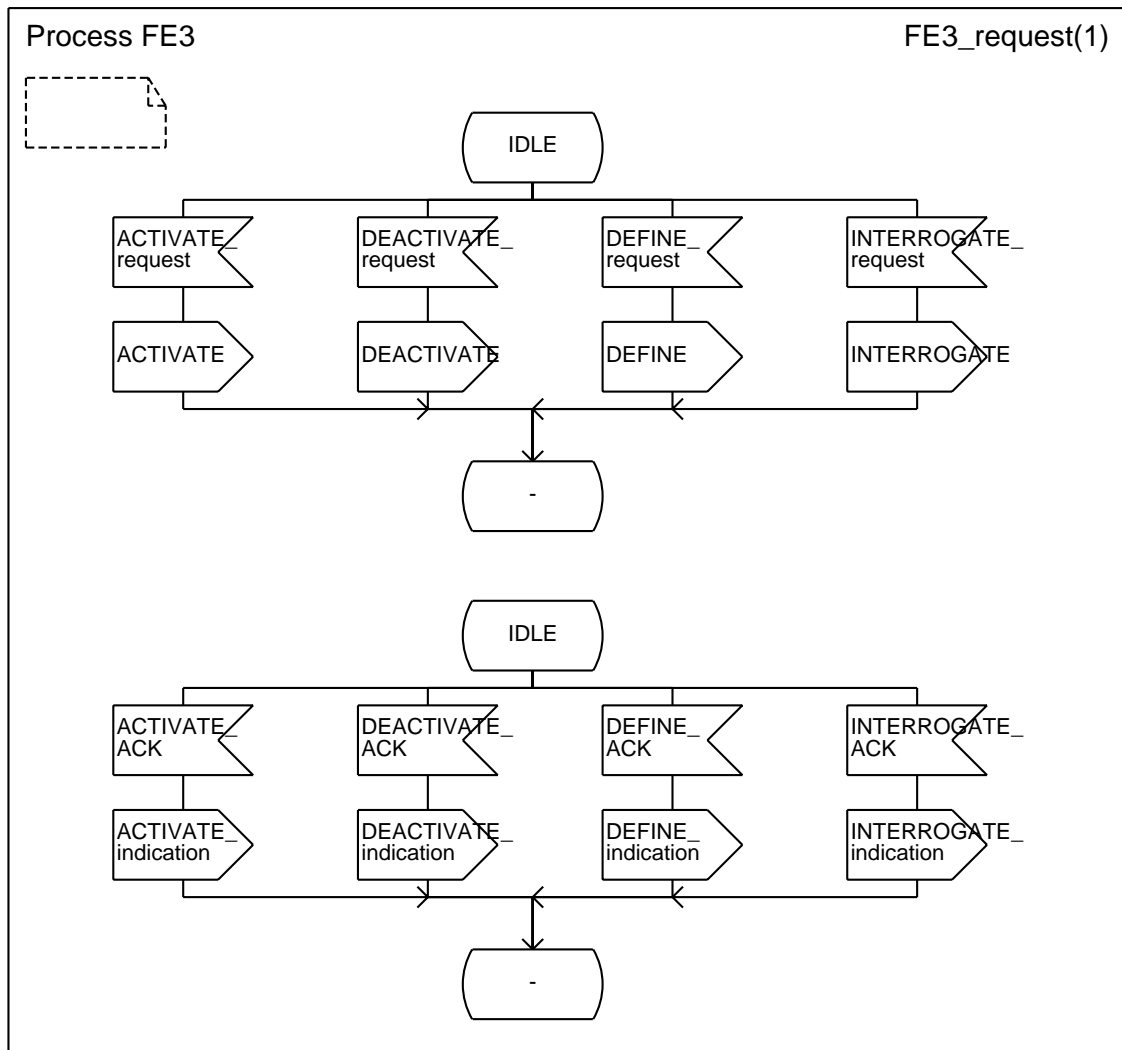 Process FE3
FE3_request(1)
IDLE
ACTIVATE_
request
DEACTIVATE_
request
DEFINE_
request
INTERROGATE_
request
ACTIVATE
DEACTIVATE
DEFINE
INTERROGATE
-
IDLE
ACTIVATE_
ACK
DEACTIVATE_
ACK
DEFINE_
ACK
INTERROGATE_
ACK
ACTIVATE_
indication
DEACTIVATE_
indication
DEFINE_
indication
INTERROGATE_
indication
-